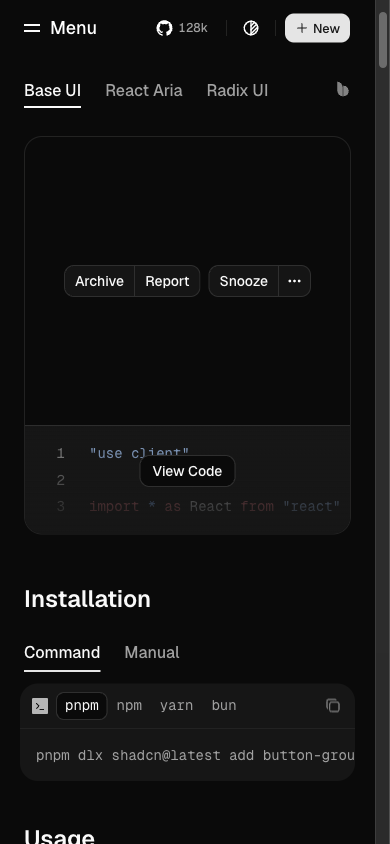 Menu 128k New
Base UI React Aria Radix UI
Archive Report Snooze
1 "use client"
View Code
2
3 import * as React from "react"
Installation
Command Manual
pnpm npm yarn bun
pnpm dlx shadcn@latest add button-grou
Usage